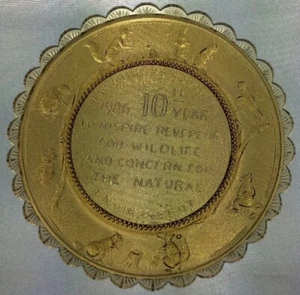 1986 10TH YEAR
TO INSPIRE REVERENCE
FOR WILDLIFE
AND CONCERN FOR
THE NATURAL